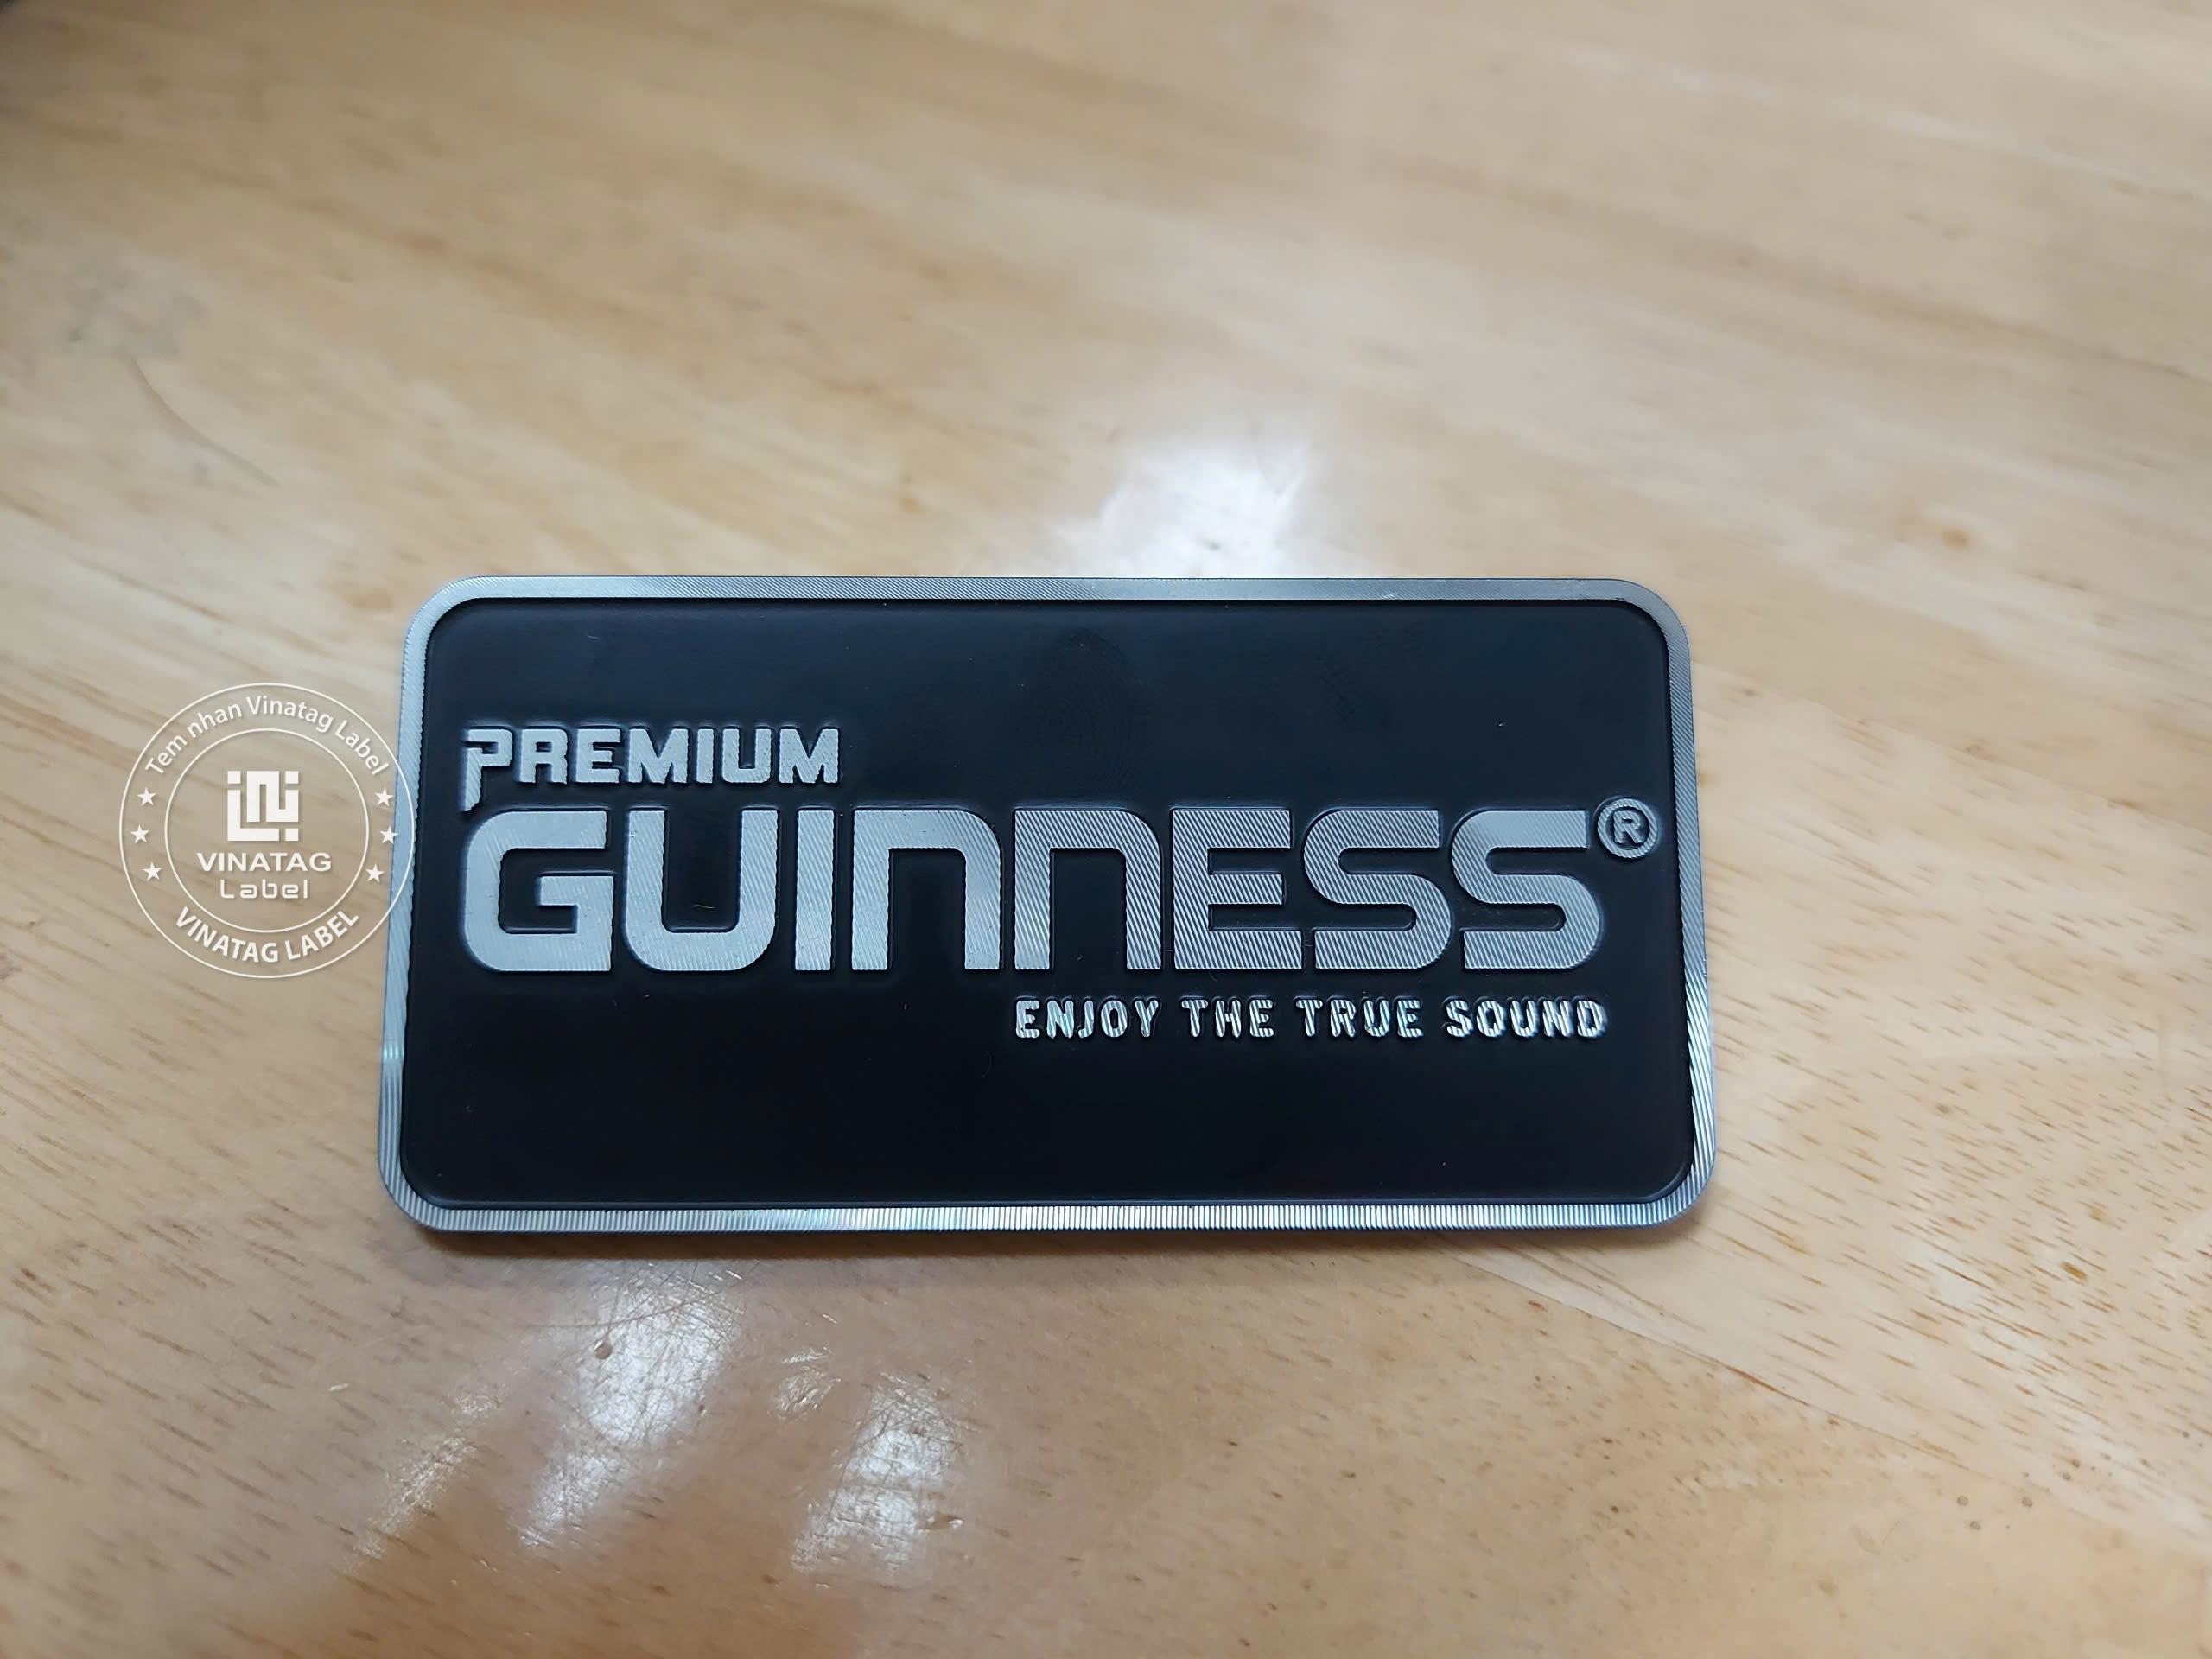 PREMIUM
GUINNESS®
ENJOY THE TRUE SOUND
Tem nhan Vinatag Label
VINATAG
Label
VINATAG LABEL